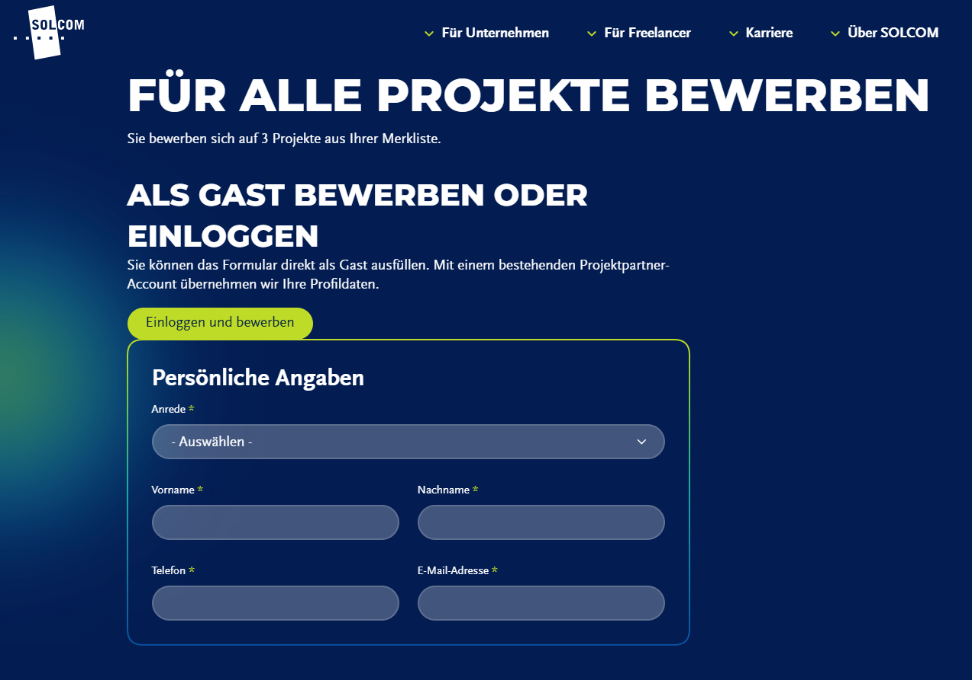 SOLCOM
Für Unternehmen
Für Freelancer
Karriere
Über SOLCOM
FÜR ALLE PROJEKTE BEWERBEN
Sie bewerben sich auf 3 Projekte aus Ihrer Merkliste.
ALS GAST BEWERBEN ODER
EINLOGGEN
Sie können das Formular direkt als Gast ausfüllen. Mit einem bestehenden Projektpartner-
Account übernehmen wir Ihre Profildaten.
Einloggen und bewerben
Persönliche Angaben
Anrede *
- Auswählen -
Vorname *
Nachname *
Telefon *
E-Mail-Adresse *